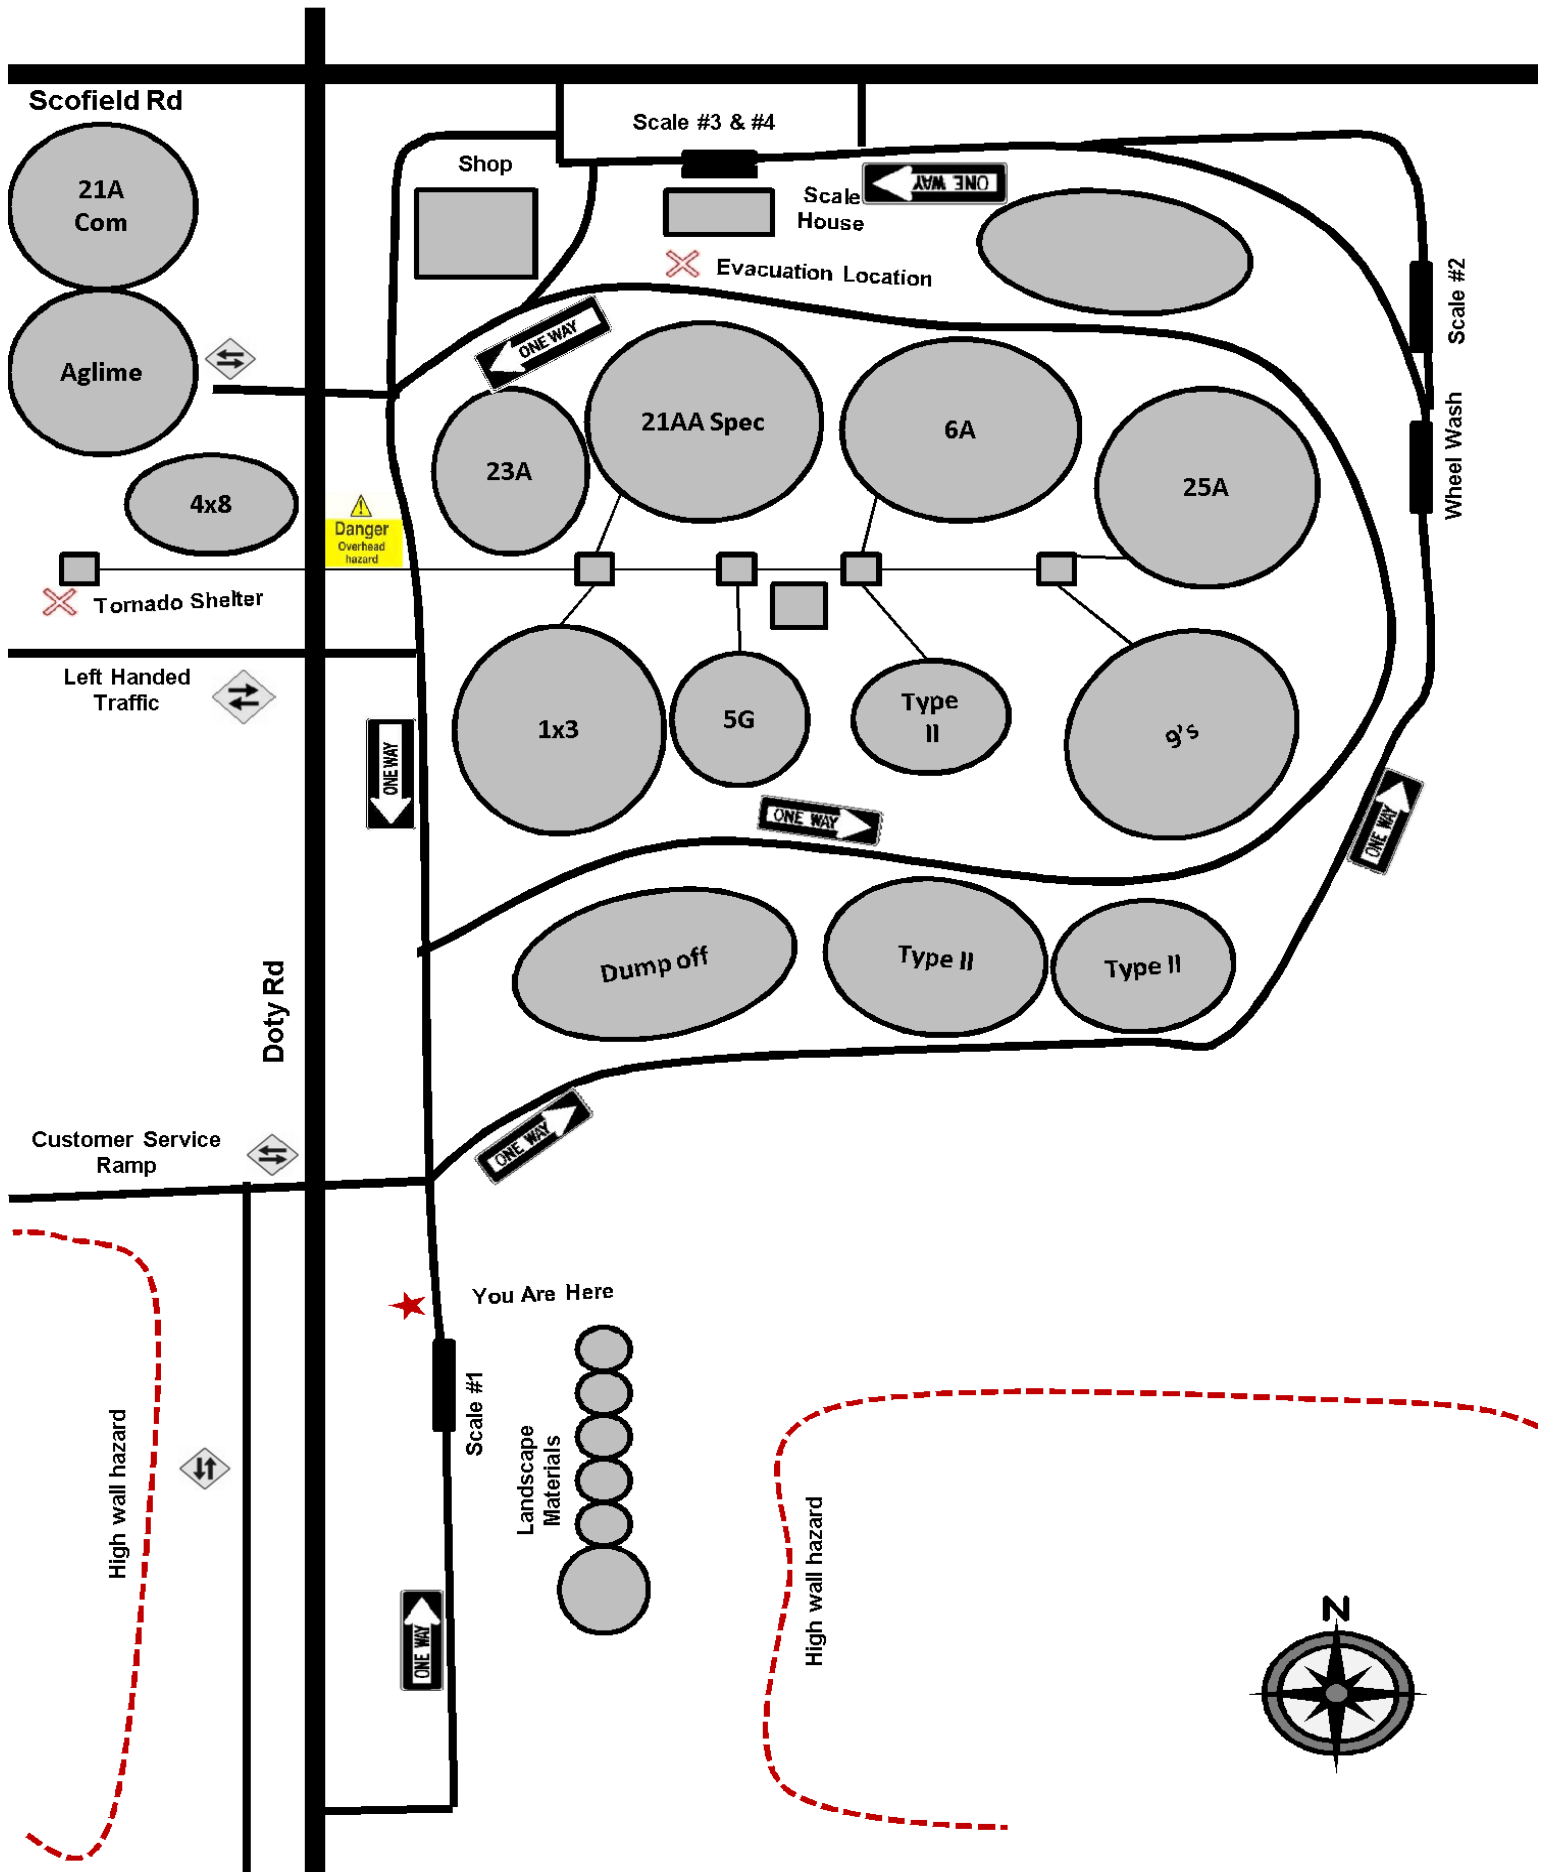 Scofield Rd
Scale #3 & #4
Shop
21A
Com
ONE WAY
Scale
House
Evacuation Location
Scale #2
ONE WAY
Aglime
21AA Spec
6A
23A
25A
Wheel Wash
4x8
Danger
Overhead
hazard
Tornado Shelter
Left Handed
Traffic
1x3
5G
Type
II
9's
ONE WAY
ONE WAY
ONE WAY
Dump off
Type II
Type II
Doty Rd
Customer Service
Ramp
ONE WAY
You Are Here
Scale #1
Landscape
Materials
High wall hazard
High wall hazard
ONE WAY
N